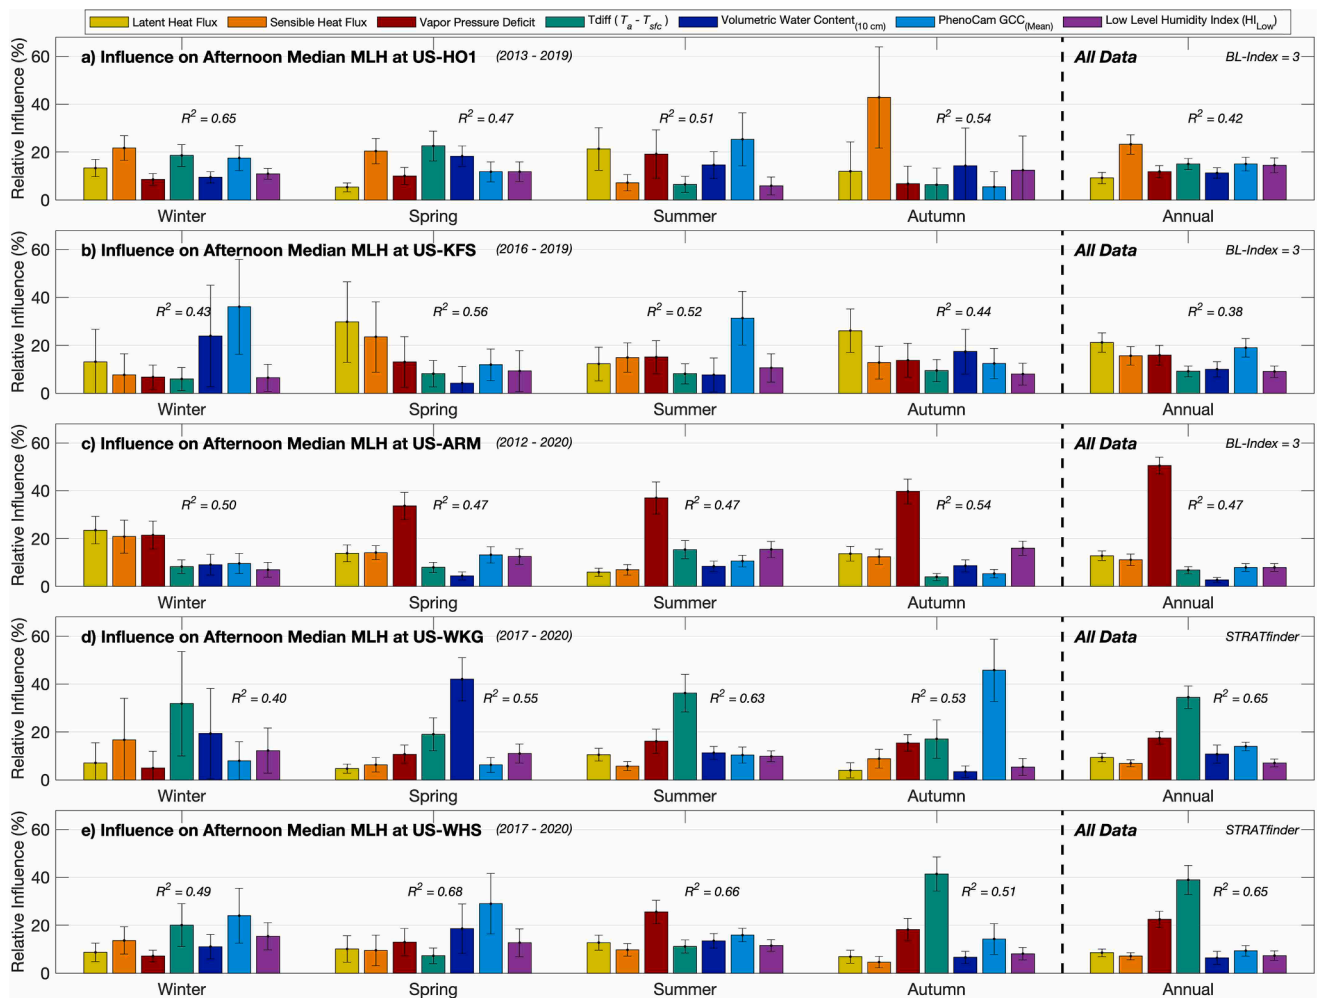 Latent Heat Flux Sensible Heat Flux Vapor Pressure Deficit Tdiff (Ta - Tsfc) Volumetric Water Content(10 cm) PhenoCam GCC(Mean) Low Level Humidity Index (HILow)
a) Influence on Afternoon Median MLH at US-HO1 (2013 - 2019) All Data BL-Index = 3
Relative Influence (%)
60
40
20
0
R2 = 0.65 R2 = 0.47 R2 = 0.51 R2 = 0.54 R2 = 0.42
Winter Spring Summer Autumn Annual
b) Influence on Afternoon Median MLH at US-KFS (2016 - 2019) All Data BL-Index = 3
Relative Influence (%)
60
40
20
0
R2 = 0.43 R2 = 0.56 R2 = 0.52 R2 = 0.44 R2 = 0.38
Winter Spring Summer Autumn Annual
c) Influence on Afternoon Median MLH at US-ARM (2012 - 2020) All Data BL-Index = 3
Relative Influence (%)
60
40
20
0
R2 = 0.50 R2 = 0.47 R2 = 0.47 R2 = 0.54 R2 = 0.47
Winter Spring Summer Autumn Annual
d) Influence on Afternoon Median MLH at US-WKG (2017 - 2020) All Data STRATfinder
Relative Influence (%)
60
40
20
0
R2 = 0.40 R2 = 0.55 R2 = 0.63 R2 = 0.53 R2 = 0.65
Winter Spring Summer Autumn Annual
e) Influence on Afternoon Median MLH at US-WHS (2017 - 2020) All Data STRATfinder
Relative Influence (%)
60
40
20
0
R2 = 0.49 R2 = 0.68 R2 = 0.66 R2 = 0.51 R2 = 0.65
Winter Spring Summer Autumn Annual